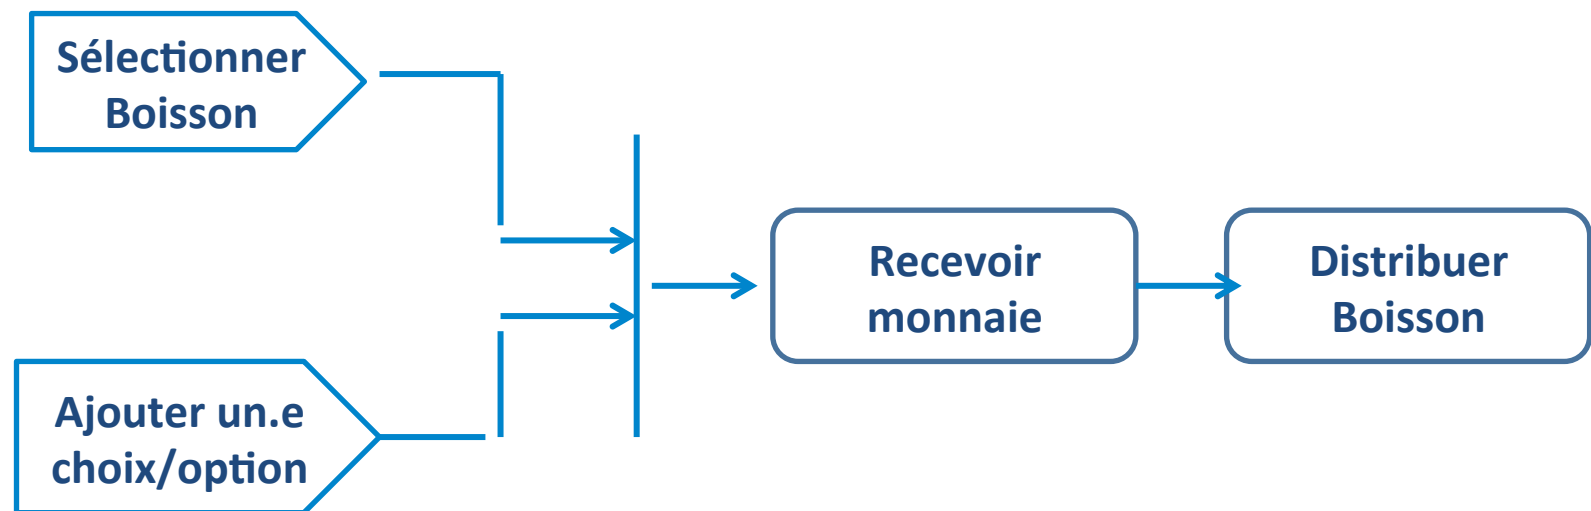 Sélectionner
Boisson
Recevoir
monnaie
Distribuer
Boisson
Ajouter un.e
choix/option